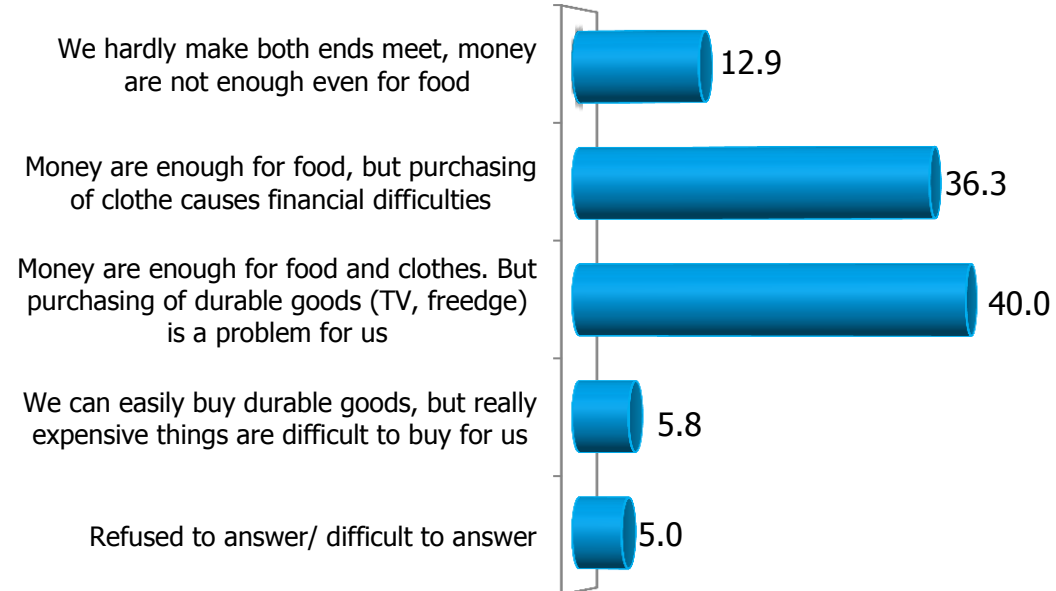 We hardly make both ends meet, money
are not enough even for food
12.9
Money are enough for food, but purchasing
of clothe causes financial difficulties
36.3
Money are enough for food and clothes. But
purchasing of durable goods (TV, freedge)
is a problem for us
40.0
We can easily buy durable goods, but really
expensive things are difficult to buy for us
5.8
Refused to answer/ difficult to answer
5.0